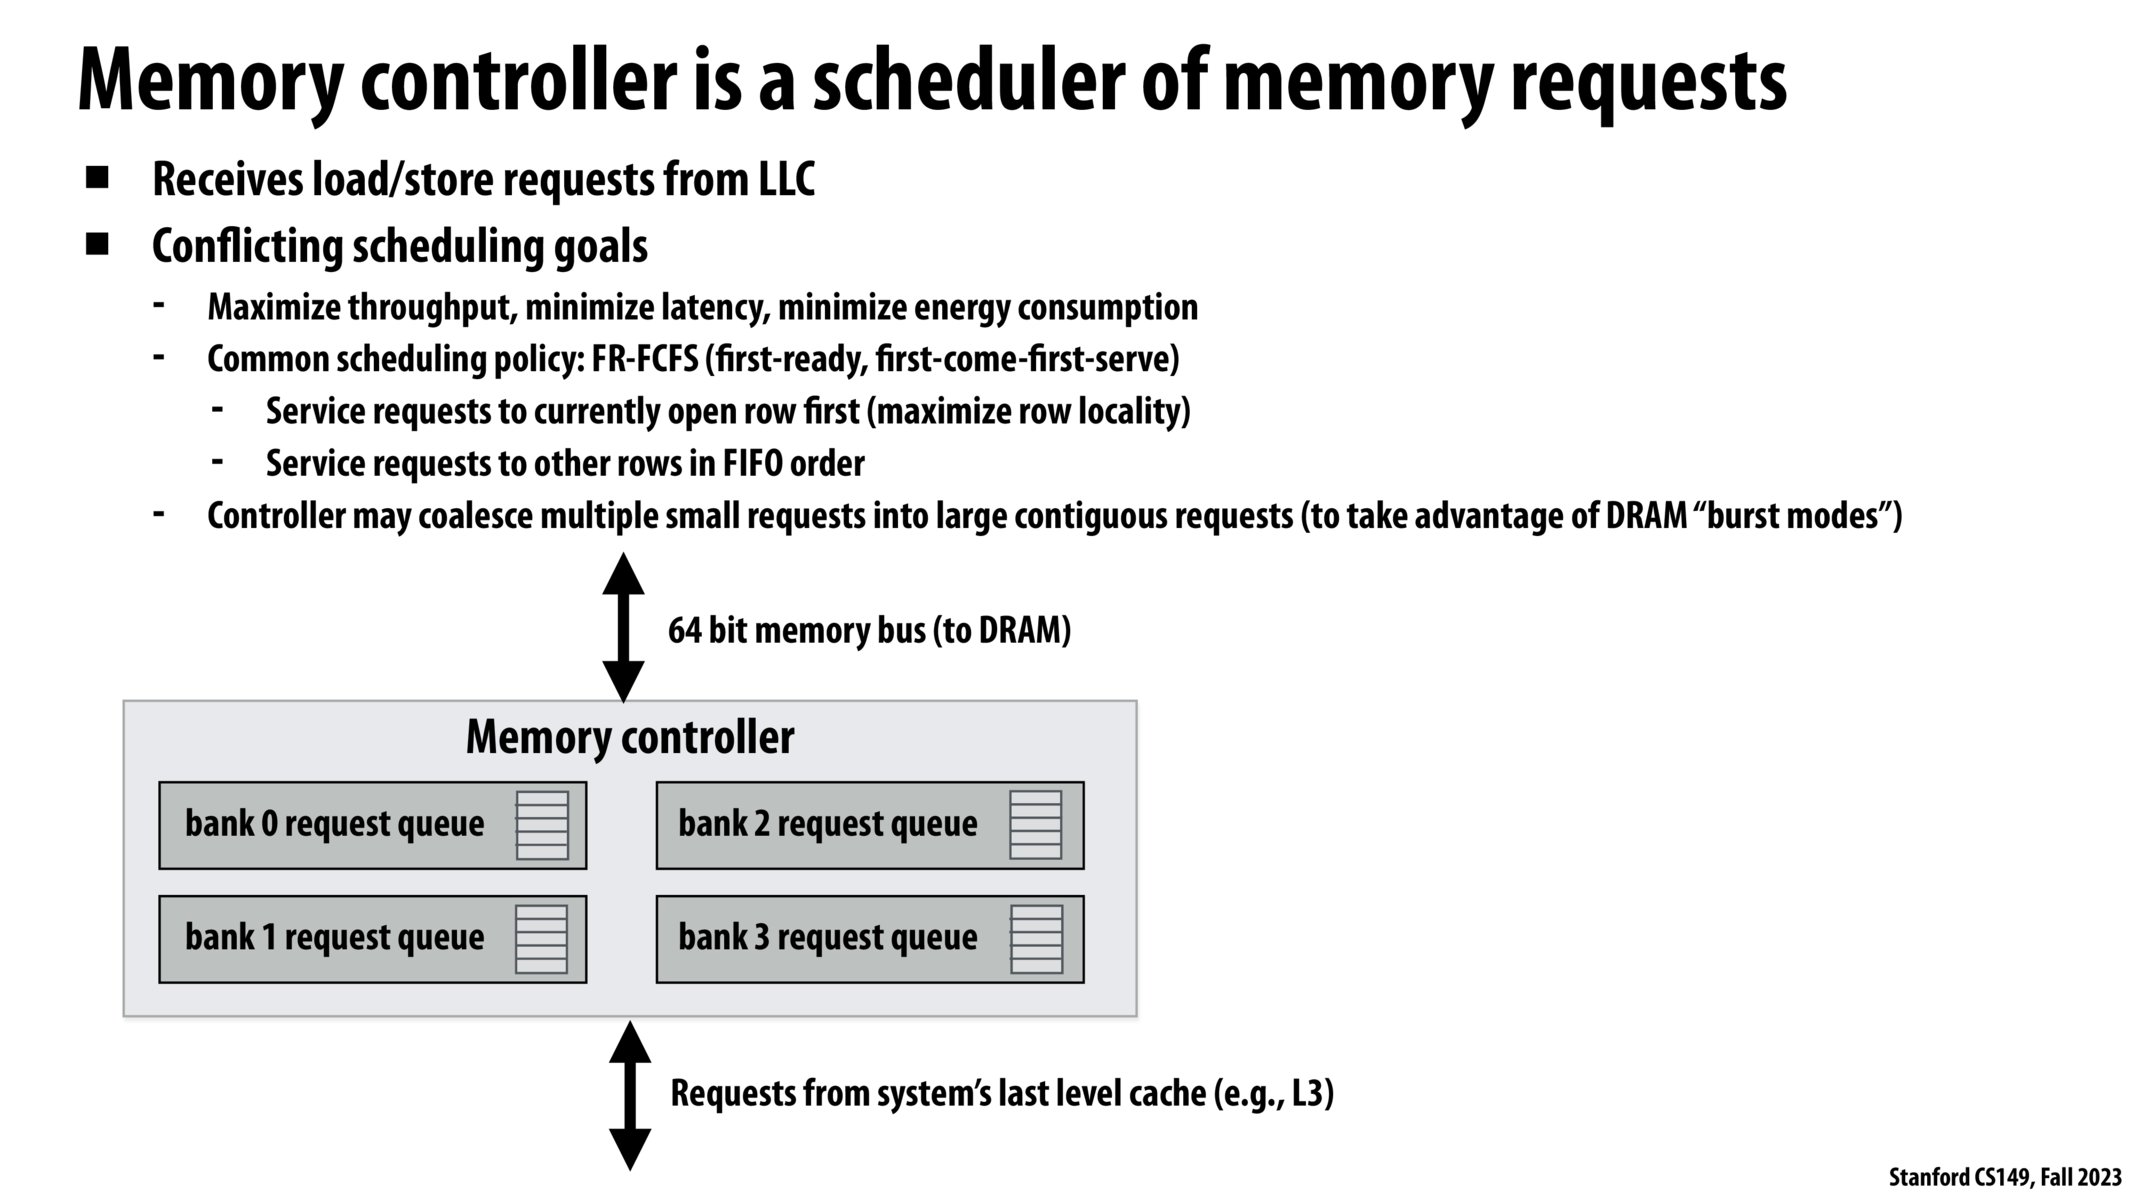 Memory controller is a scheduler of memory requests
■ Receives load/store requests from LLC
■ Conflicting scheduling goals
- Maximize throughput, minimize latency, minimize energy consumption
- Common scheduling policy: FR-FCFS (first-ready, first-come-first-serve)
- Service requests to currently open row first (maximize row locality)
- Service requests to other rows in FIFO order
- Controller may coalesce multiple small requests into large contiguous requests (to take advantage of DRAM “burst modes”)
64 bit memory bus (to DRAM)
Memory controller
bank 0 request queue
bank 2 request queue
bank 1 request queue
bank 3 request queue
Requests from system’s last level cache (e.g., L3)
Stanford CS149, Fall 2023